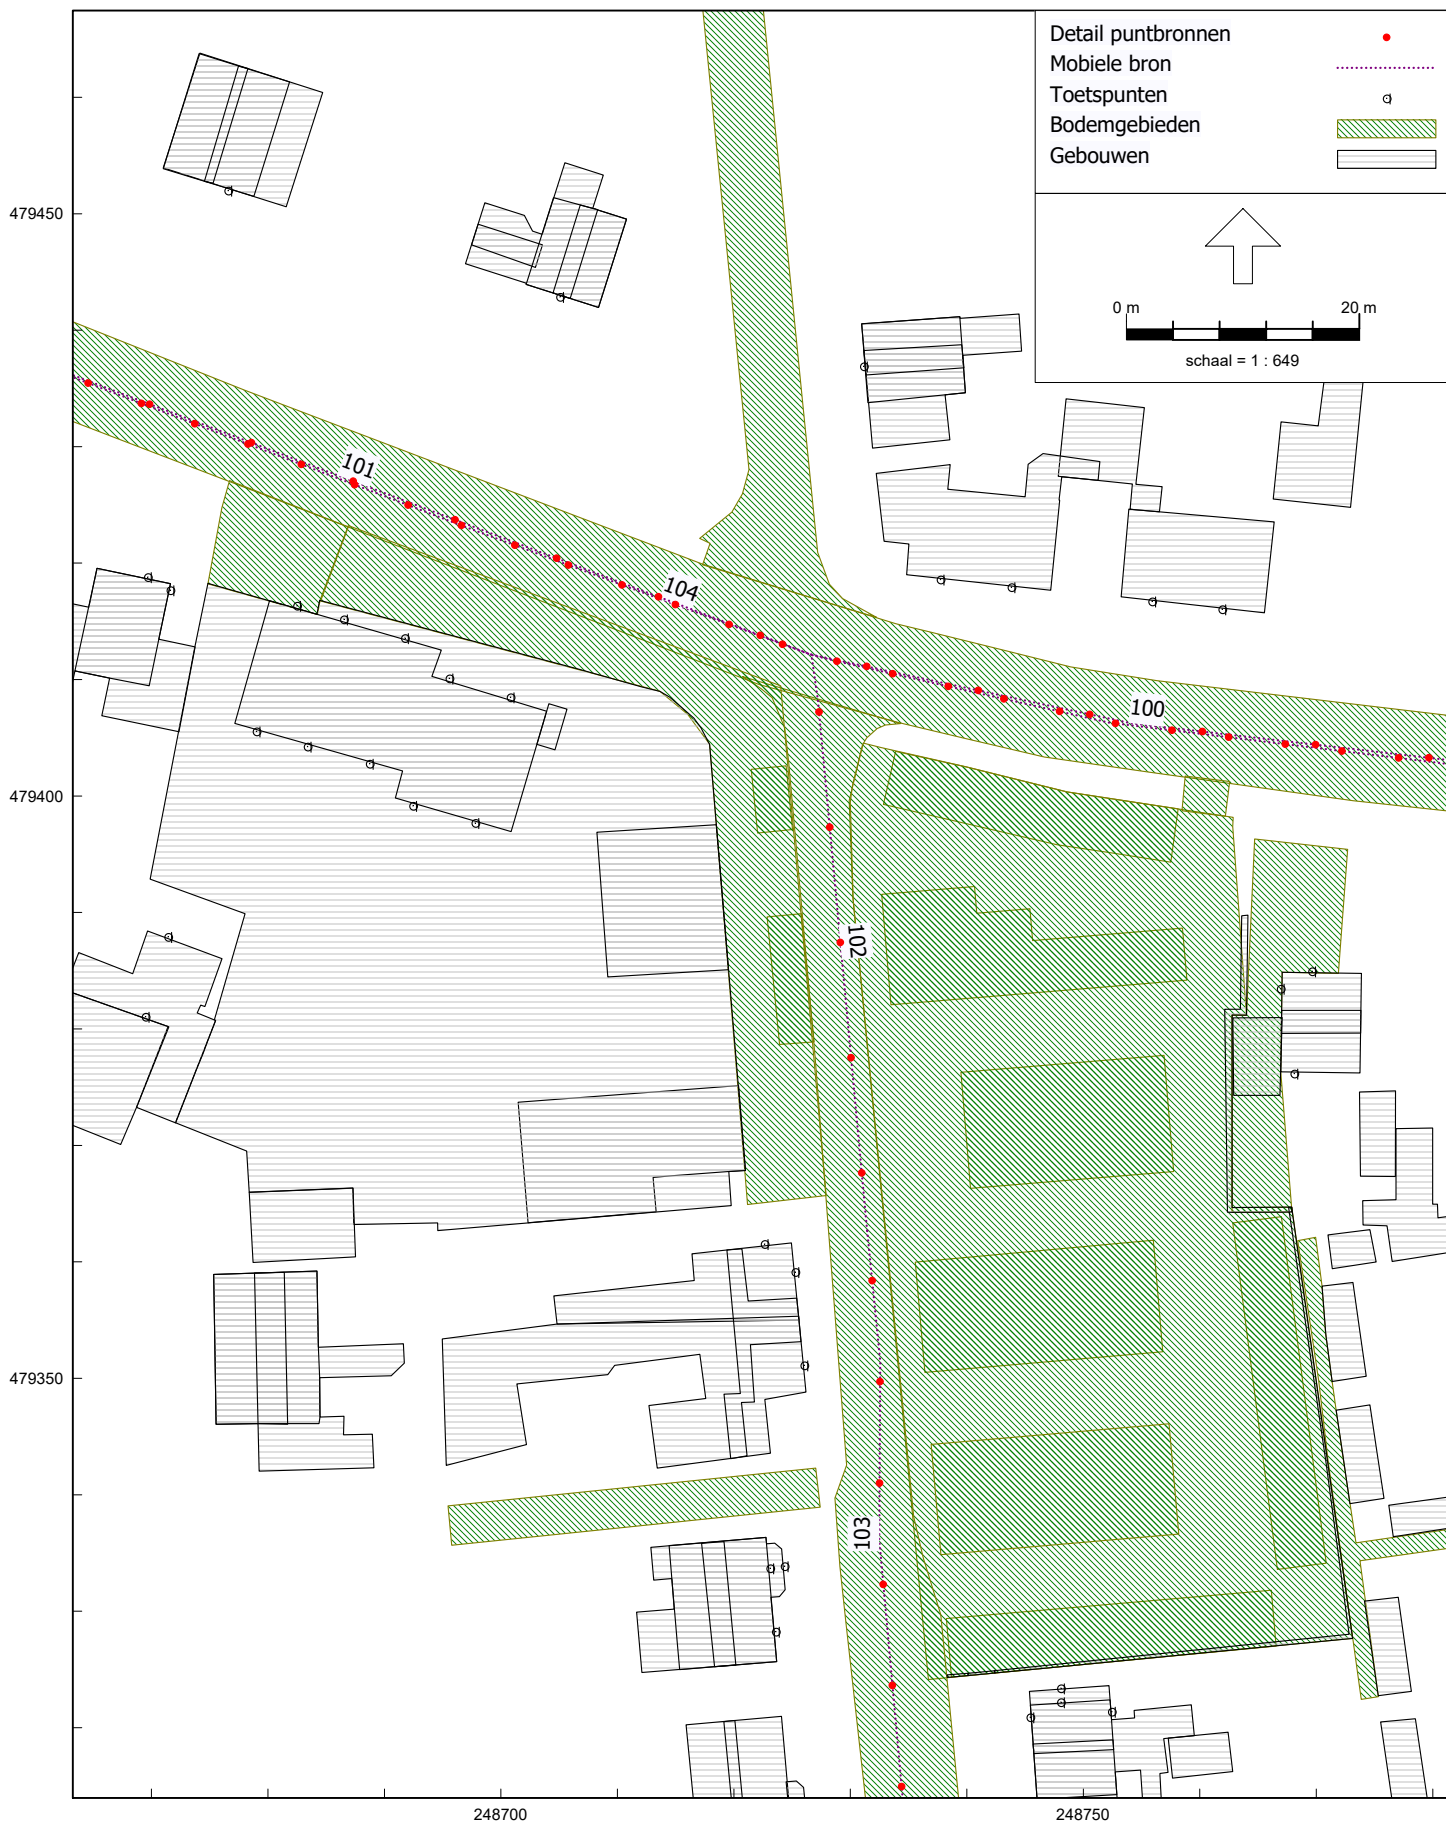 Detail puntbronnen
Mobiele bron
Toetspunten
Bodemgebieden
Gebouwen
0 m 20 m
schaal = 1 : 649
479450
101
104
100
479400
102
479350
103
248700 248750